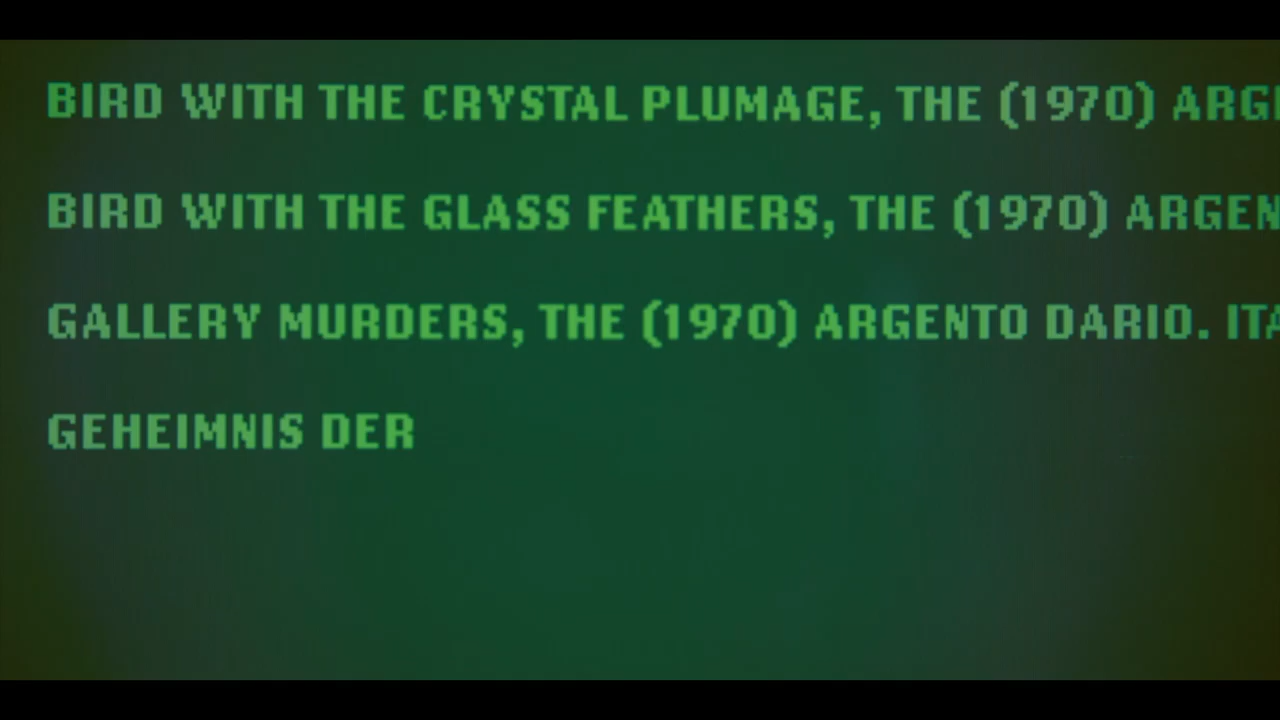 BIRD WITH THE CRYSTAL PLUMAGE, THE (1970) ARG
BIRD WITH THE GLASS FEATHERS, THE (1970) ARGEN
GALLERY MURDERS, THE (1970) ARGENTO DARIO. ITA
GEHEIMNIS DER